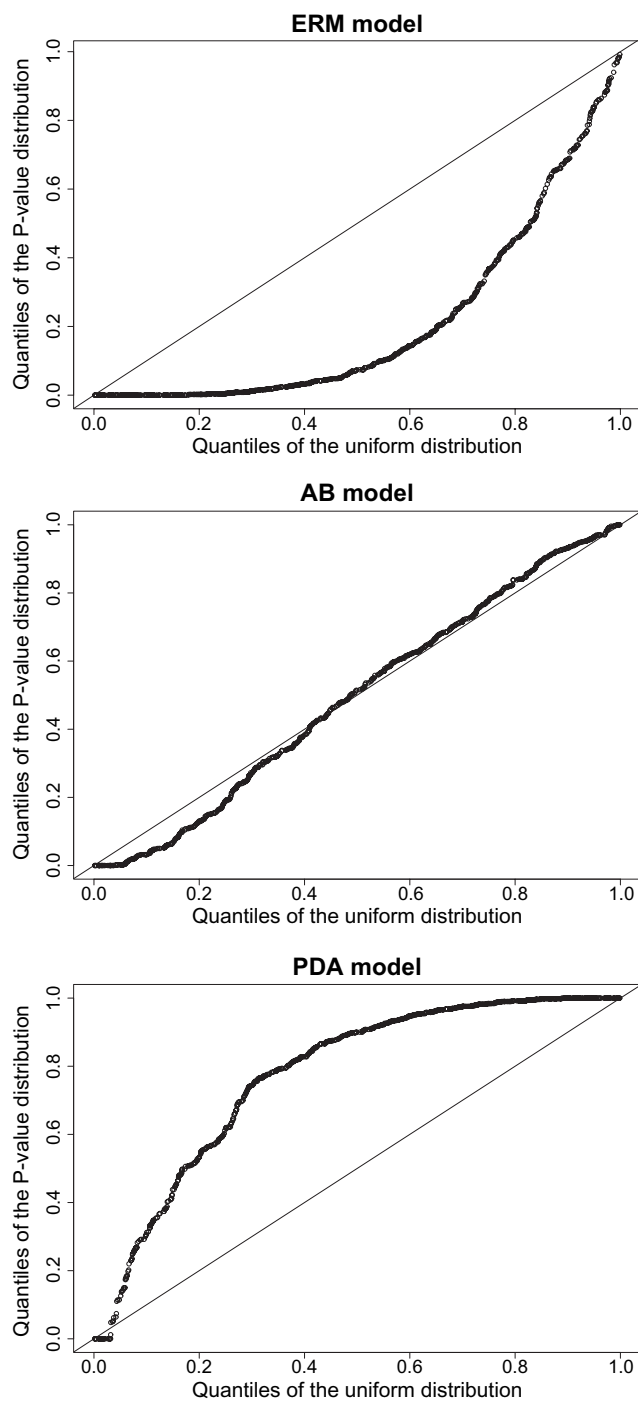 ERM model
Quantiles of the P-value distribution
1.0
0.8
0.6
0.4
0.2
0.0
0.0 0.2 0.4 0.6 0.8 1.0
Quantiles of the uniform distribution
AB model
Quantiles of the P-value distribution
1.0
0.8
0.6
0.4
0.2
0.0
0.0 0.2 0.4 0.6 0.8 1.0
Quantiles of the uniform distribution
PDA model
Quantiles of the P-value distribution
1.0
0.8
0.6
0.4
0.2
0.0
0.0 0.2 0.4 0.6 0.8 1.0
Quantiles of the uniform distribution